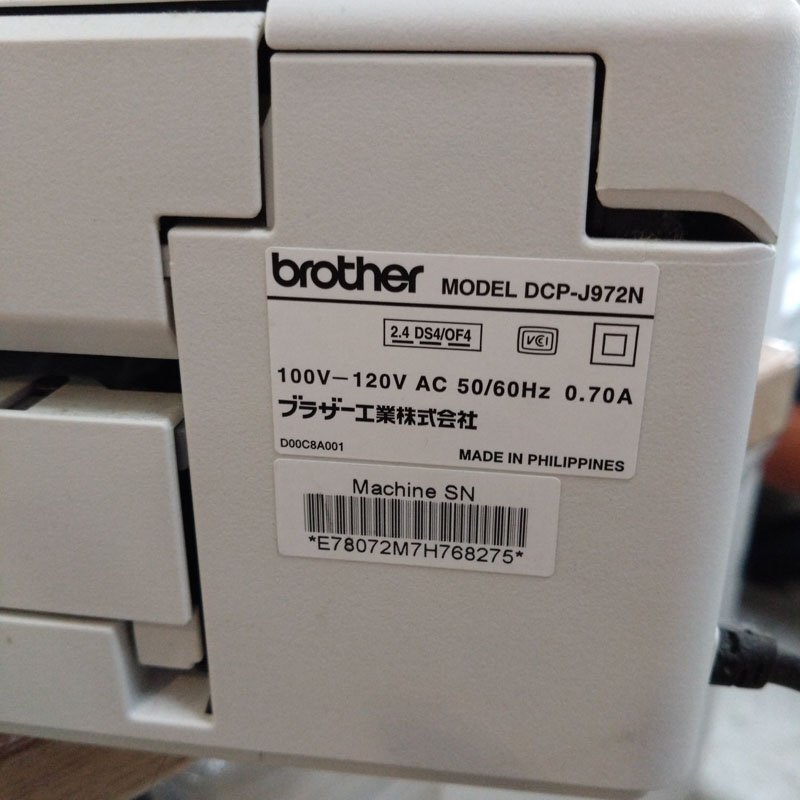 brother MODEL DCP-J972N
2.4 DS4/OF4 VCI
100V-120V AC 50/60Hz 0.70A
ブラザー工業株式会社
D00C8A001 MADE IN PHILIPPINES
Machine SN
*E78072M7H768275*